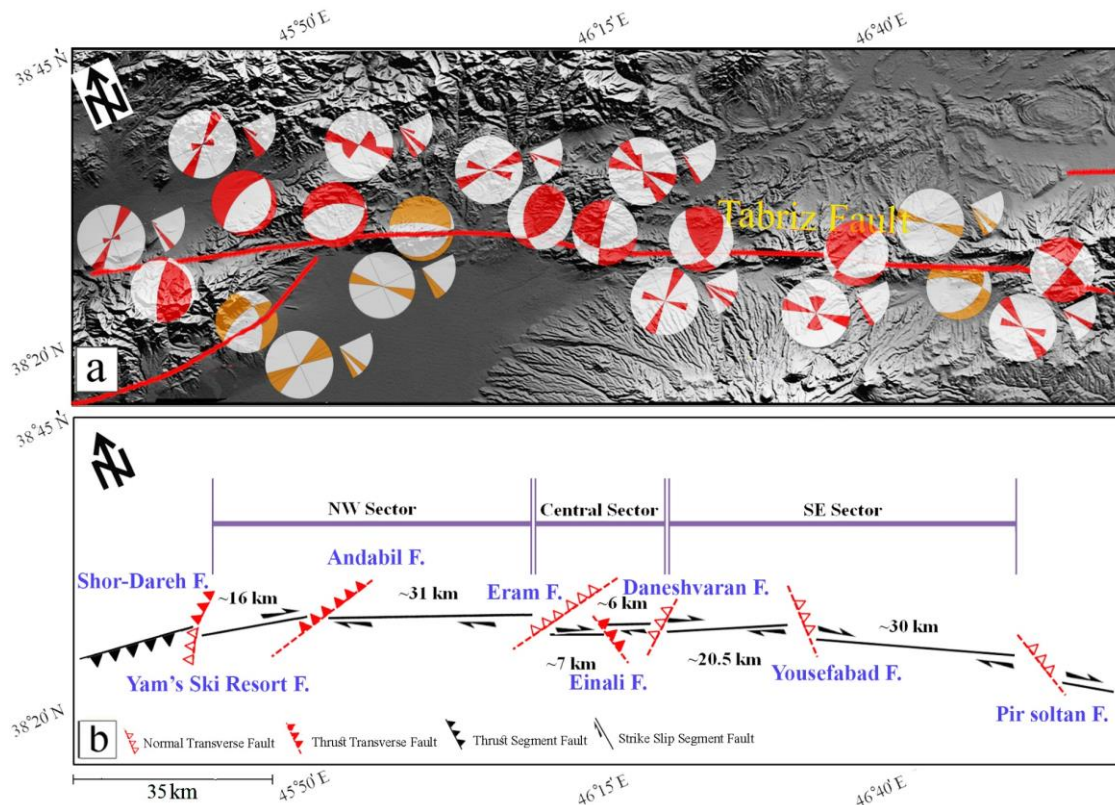 45°50' E
46°15' E
46°40' E
38°45' N
N
Tabriz Fault
38°20' N
a
38°45' N
N
NW Sector
Central Sector
SE Sector
Shor-Dareh F.
Andabil F.
Eram F.
Daneshvaran F.
~16 km
~31 km
~6 km
~30 km
~7 km
~20.5 km
Yam's Ski Resort F.
Einali F.
Yousefabad F.
Pir soltan F.
38°20' N
b
Normal Transverse Fault
Thrust Transverse Fault
Thrust Segment Fault
Strike Slip Segment Fault
35 km
45°50' E
46°15' E
46°40' E